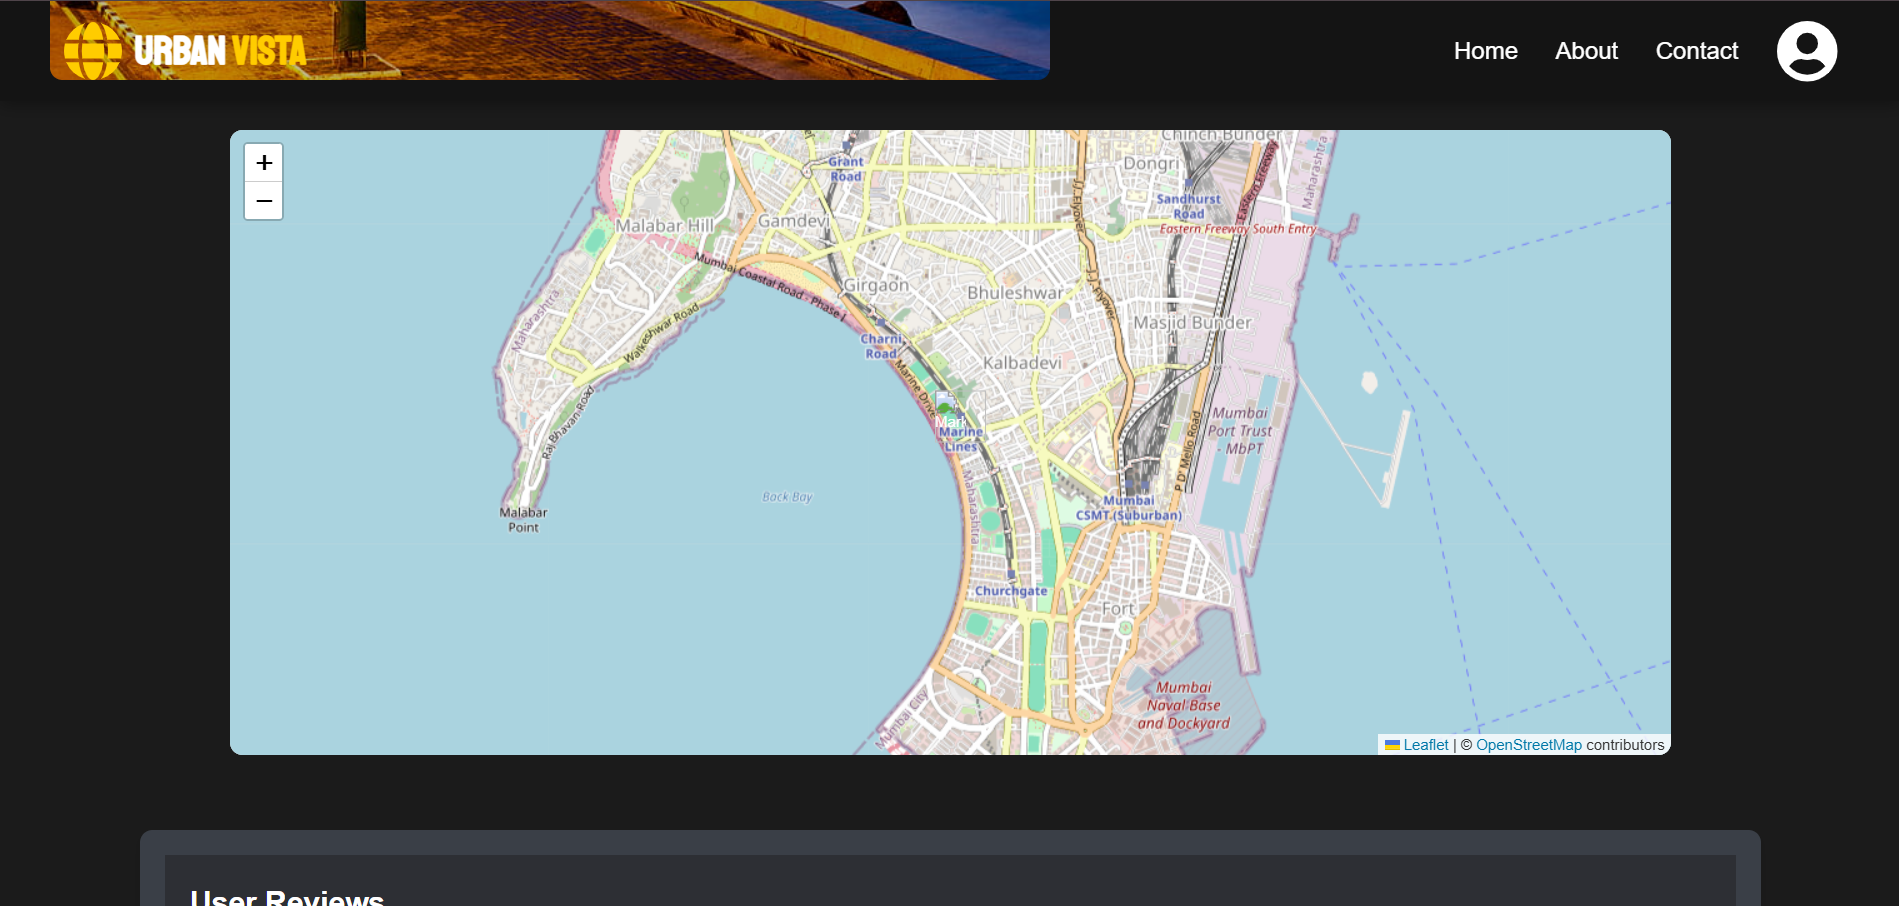 URBAN VISTA
Home
About
Contact
+
−
Chinch Bunder
Grant
Road
Dongri
Maharashtra
J.J. Flyover
Eastern Freeway
Sandhurst
Road
Malabar Hill
Gamdevi
Eastern Freeway South Entry
Mumbai Coastal Road - Phase I
Girgaon
Bhuleshwar
J.J. Flyover
Maharashtra
Walkeshwar Road
Masjid Bunder
Charni
Road
Kalbadevi
Marine Drive
Raj Bhavan Road
Mark
Marine
Lines
Mumbai
Port Trust
- MbPT
P D' Mello Road
Maharashtra
Back Bay
Mumbai
CSMT (Suburban)
Malabar
Point
Churchgate
Fort
Mumbai
Naval Base
and Dockyard
Mumbai City
Leaflet | © OpenStreetMap contributors
User Reviews